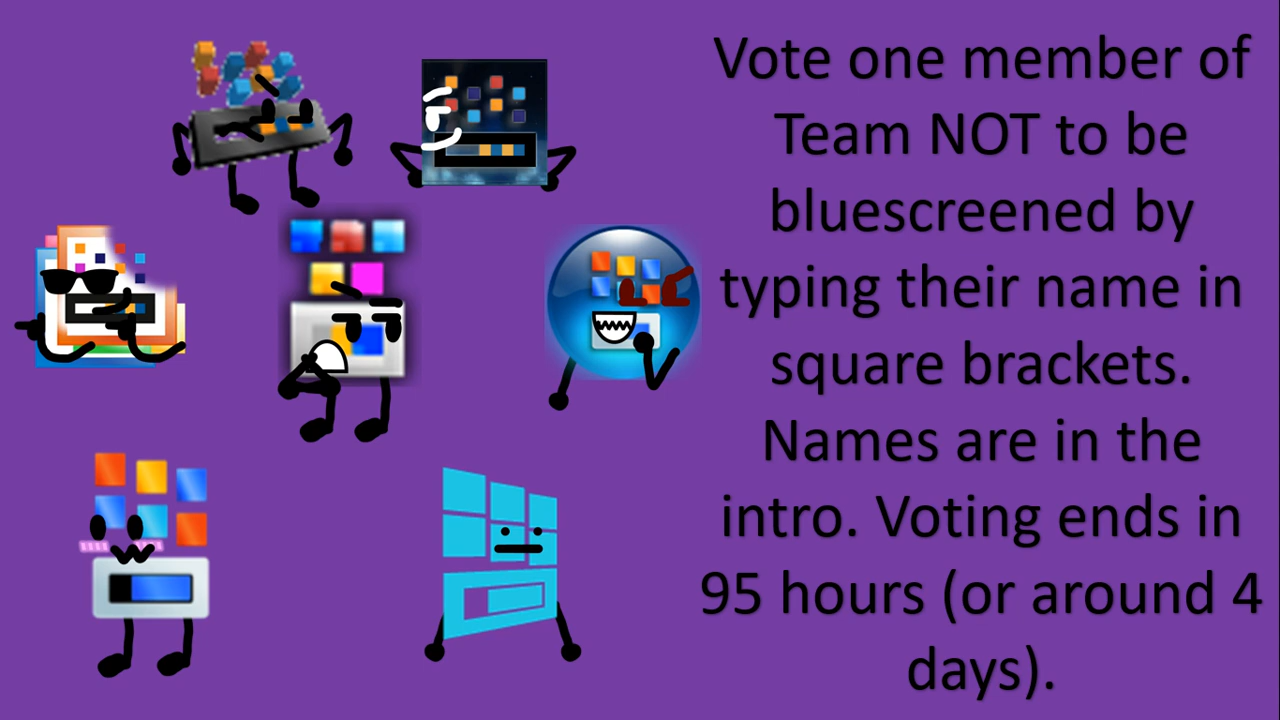 Vote one member of
Team NOT to be
bluescreened by
typing their name in
square brackets.
Names are in the
intro. Voting ends in
95 hours (or around 4
days).